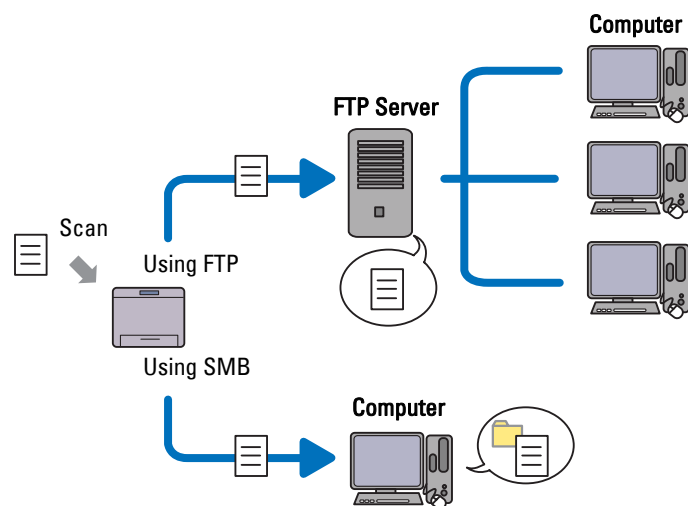 Computer
FTP Server
Scan
Using FTP
Using SMB
Computer